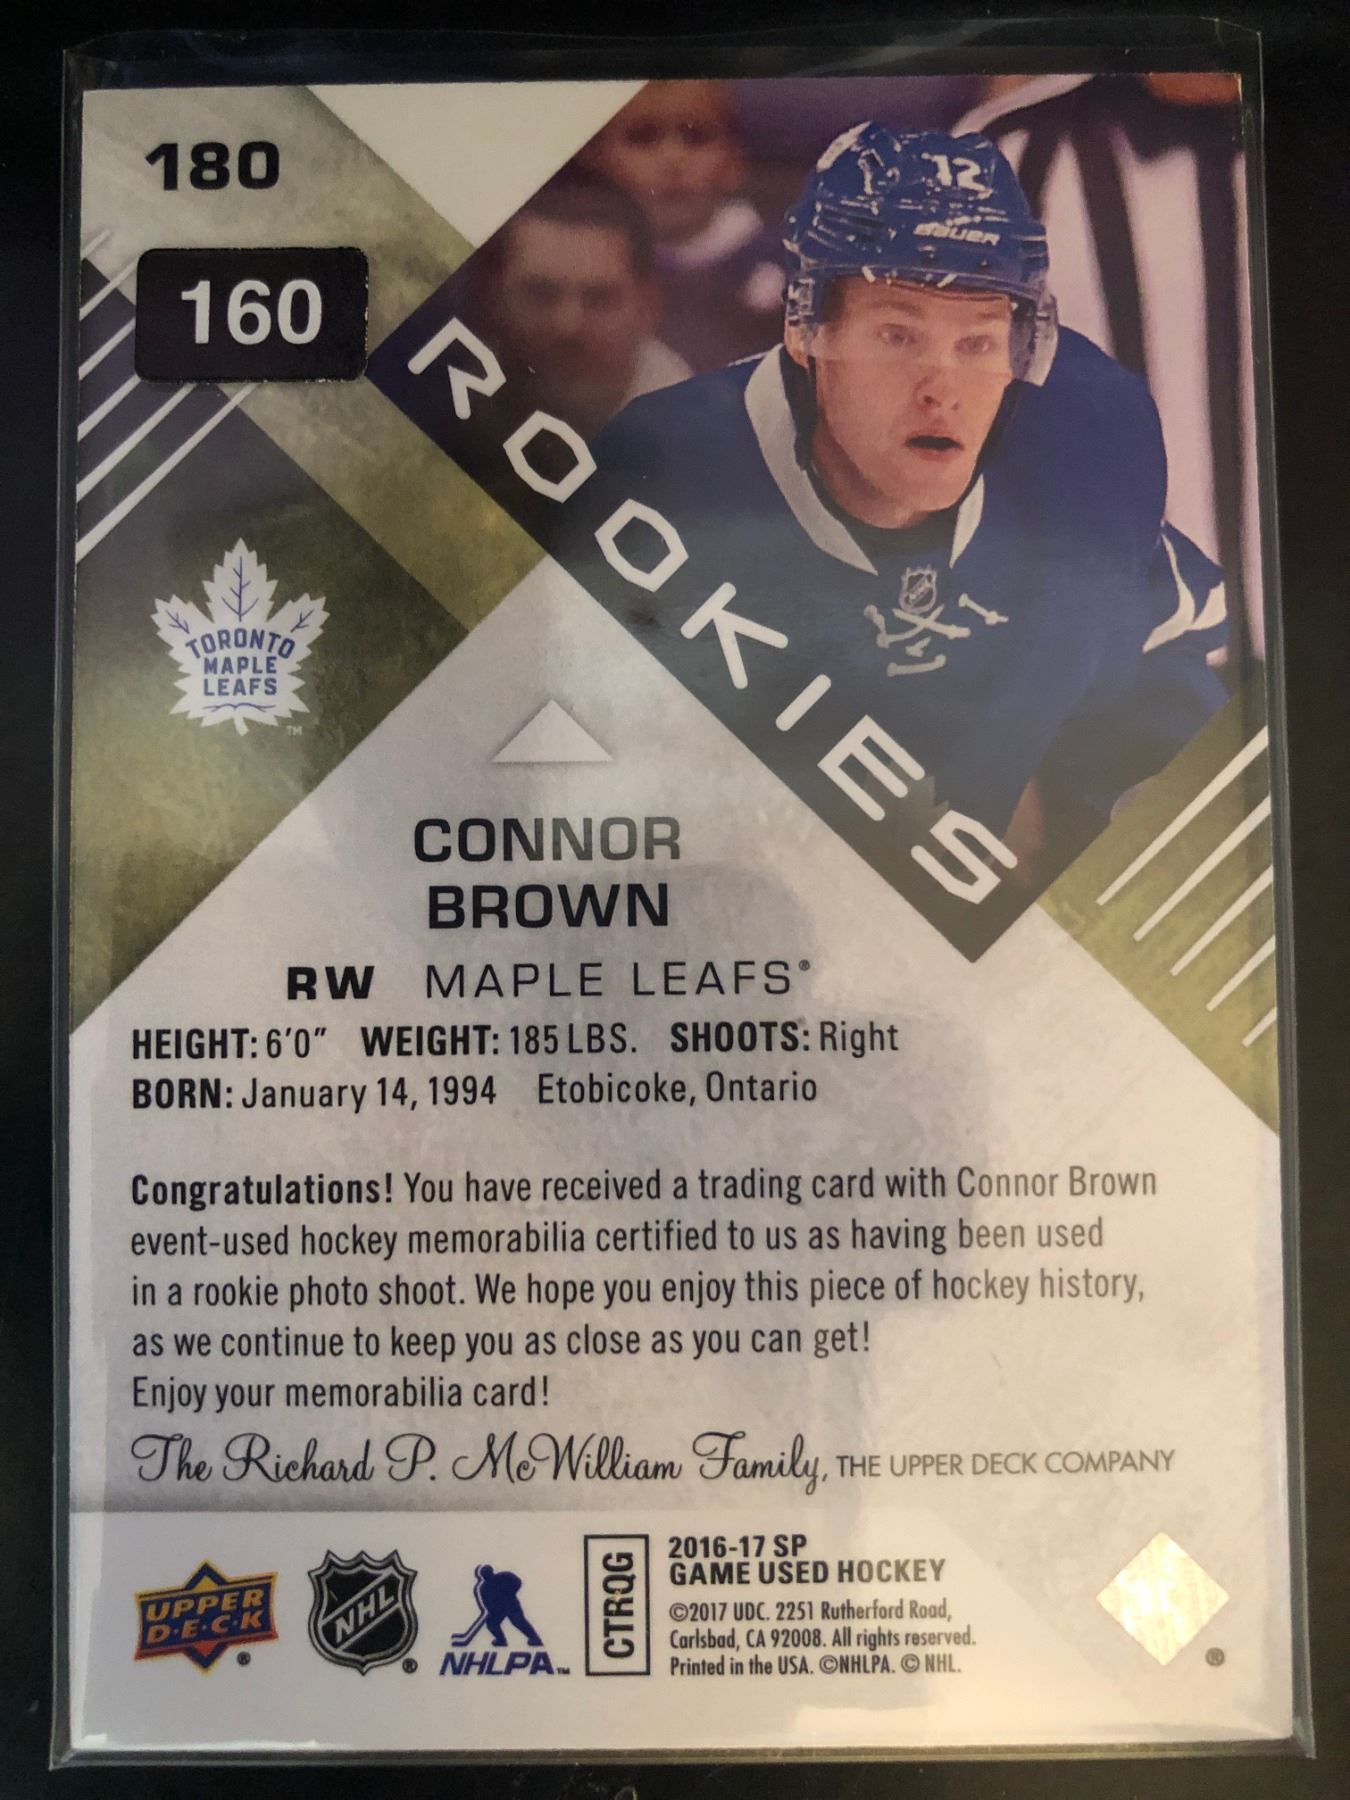 180
160
12
BAUER
ROOKIES
TORONTO
MAPLE
LEAFS
TM
CONNOR
BROWN
RW MAPLE LEAFS®
HEIGHT: 6'0" WEIGHT: 185 LBS. SHOOTS: Right
BORN: January 14, 1994 Etobicoke, Ontario
Congratulations! You have received a trading card with Connor Brown
event-used hockey memorabilia certified to us as having been used
in a rookie photo shoot. We hope you enjoy this piece of hockey history,
as we continue to keep you as close as you can get!
Enjoy your memorabilia card!
The Richard P. McWilliam Family, THE UPPER DECK COMPANY
UPPER
D·E·C·K
®
NHL
®
NHLPA™
CTRQG
2016-17 SP
GAME USED HOCKEY
©2017 UDC. 2251 Rutherford Road,
Carlsbad, CA 92008. All rights reserved.
Printed in the USA. ©NHLPA. © NHL.
®